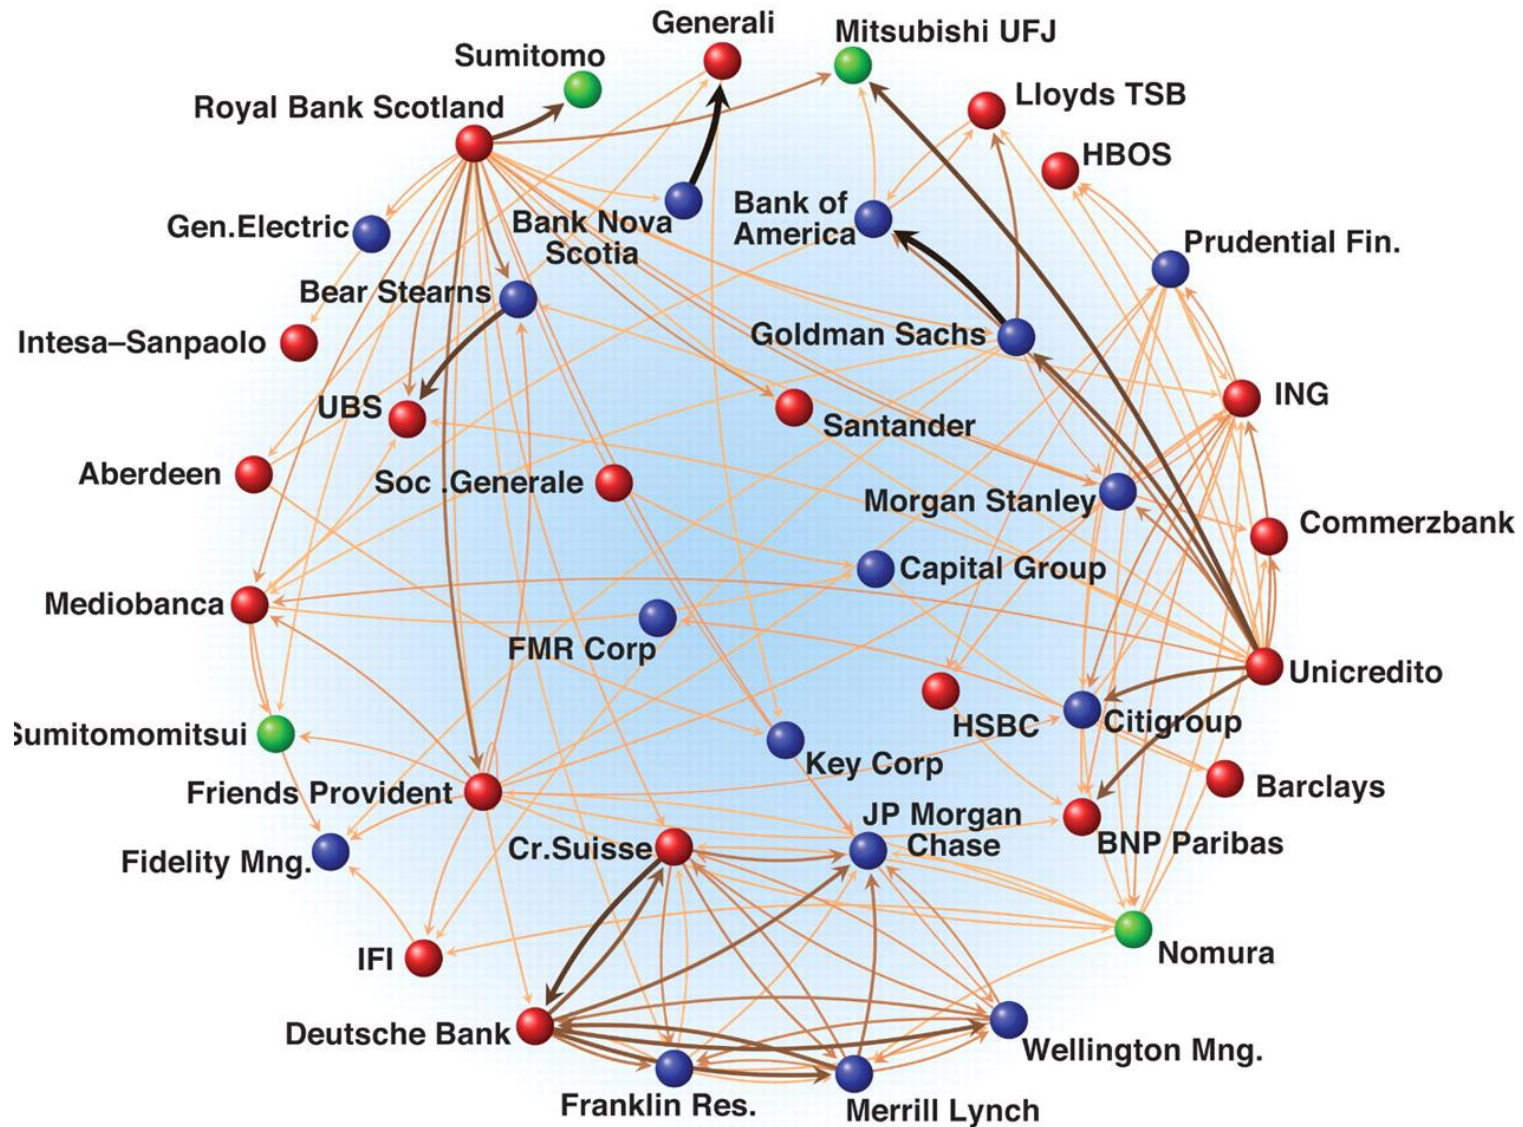 Generali
Mitsubishi UFJ
Sumitomo
Lloyds TSB
Royal Bank Scotland
HBOS
Bank of
America
Gen.Electric
Bank Nova
Scotia
Prudential Fin.
Bear Stearns
Goldman Sachs
Intesa–Sanpaolo
ING
UBS
Santander
Aberdeen
Soc .Generale
Morgan Stanley
Commerzbank
Capital Group
Mediobanca
FMR Corp
Unicredito
HSBC
Citigroup
Sumitomomitsui
Key Corp
Friends Provident
Barclays
JP Morgan
Chase
Cr.Suisse
BNP Paribas
Fidelity Mng.
IFI
Nomura
Deutsche Bank
Wellington Mng.
Franklin Res.
Merrill Lynch